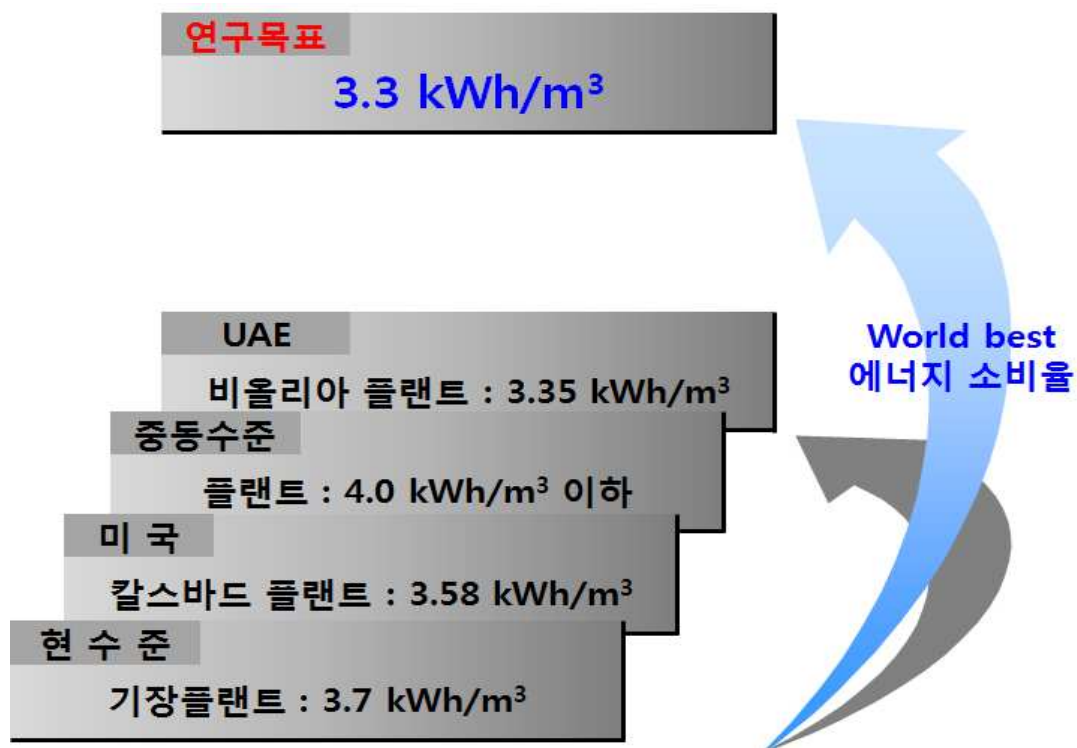 연구목표
3.3 kWh/m³
UAE
비올리아 플랜트 : 3.35 kWh/m³
중동수준
플랜트 : 4.0 kWh/m³ 이하
미 국
칼스바드 플랜트 : 3.58 kWh/m³
현 수 준
기장플랜트 : 3.7 kWh/m³
World best
에너지 소비율